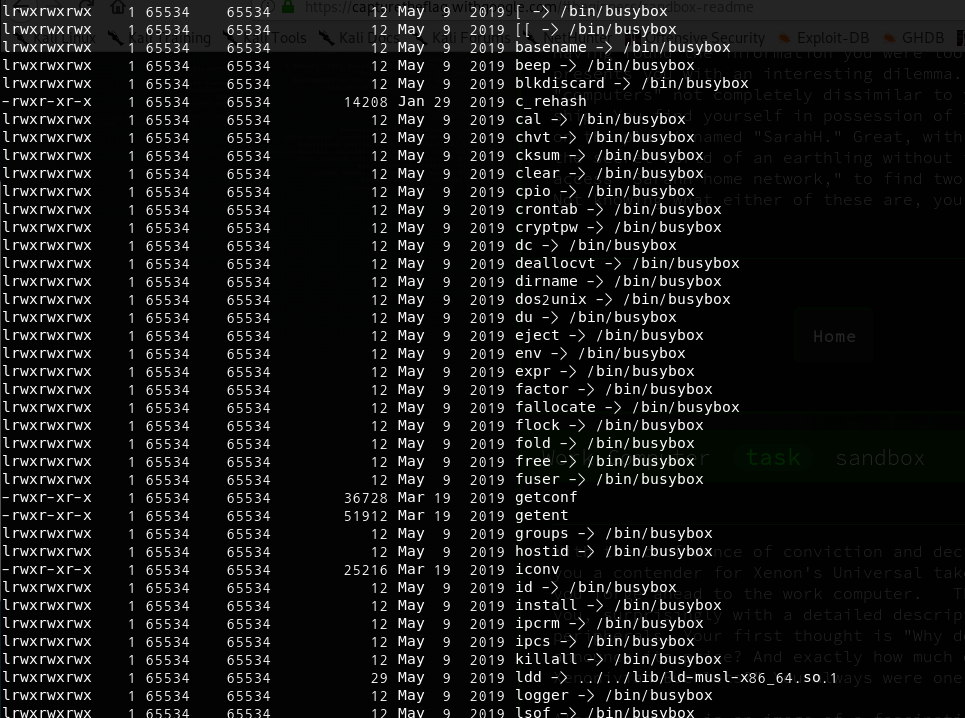 https://capturetheflag.withgoogle.com/
Kali Linux Kali Training Kali Tools Kali Docs Kali Forums NetHunter Offensive Security Exploit-DB GHDB
lrwxrwxrwx 1 65534 65534 12 May 9 2019 [ -> /bin/busybox
lrwxrwxrwx 1 65534 65534 12 May 9 2019 [[ -> /bin/busybox
lrwxrwxrwx 1 65534 65534 12 May 9 2019 basename -> /bin/busybox
lrwxrwxrwx 1 65534 65534 12 May 9 2019 beep -> /bin/busybox
lrwxrwxrwx 1 65534 65534 12 May 9 2019 blkdiscard -> /bin/busybox
-rwxr-xr-x 1 65534 65534 14208 Jan 29 2019 c_rehash
lrwxrwxrwx 1 65534 65534 12 May 9 2019 cal -> /bin/busybox
lrwxrwxrwx 1 65534 65534 12 May 9 2019 chvt -> /bin/busybox
lrwxrwxrwx 1 65534 65534 12 May 9 2019 cksum -> /bin/busybox
lrwxrwxrwx 1 65534 65534 12 May 9 2019 clear -> /bin/busybox
lrwxrwxrwx 1 65534 65534 12 May 9 2019 cpio -> /bin/busybox
lrwxrwxrwx 1 65534 65534 12 May 9 2019 crontab -> /bin/busybox
lrwxrwxrwx 1 65534 65534 12 May 9 2019 cryptpw -> /bin/busybox
lrwxrwxrwx 1 65534 65534 12 May 9 2019 dc -> /bin/busybox
lrwxrwxrwx 1 65534 65534 12 May 9 2019 deallocvt -> /bin/busybox
lrwxrwxrwx 1 65534 65534 12 May 9 2019 dirname -> /bin/busybox
lrwxrwxrwx 1 65534 65534 12 May 9 2019 dos2unix -> /bin/busybox
lrwxrwxrwx 1 65534 65534 12 May 9 2019 du -> /bin/busybox
lrwxrwxrwx 1 65534 65534 12 May 9 2019 eject -> /bin/busybox
lrwxrwxrwx 1 65534 65534 12 May 9 2019 env -> /bin/busybox
lrwxrwxrwx 1 65534 65534 12 May 9 2019 expr -> /bin/busybox
lrwxrwxrwx 1 65534 65534 12 May 9 2019 factor -> /bin/busybox
lrwxrwxrwx 1 65534 65534 12 May 9 2019 fallocate -> /bin/busybox
lrwxrwxrwx 1 65534 65534 12 May 9 2019 flock -> /bin/busybox
lrwxrwxrwx 1 65534 65534 12 May 9 2019 fold -> /bin/busybox
lrwxrwxrwx 1 65534 65534 12 May 9 2019 free -> /bin/busybox
lrwxrwxrwx 1 65534 65534 12 May 9 2019 fuser -> /bin/busybox
-rwxr-xr-x 1 65534 65534 36728 Mar 19 2019 getconf
-rwxr-xr-x 1 65534 65534 51912 Mar 19 2019 getent
lrwxrwxrwx 1 65534 65534 12 May 9 2019 groups -> /bin/busybox
lrwxrwxrwx 1 65534 65534 12 May 9 2019 hostid -> /bin/busybox
-rwxr-xr-x 1 65534 65534 25216 Mar 19 2019 iconv
lrwxrwxrwx 1 65534 65534 12 May 9 2019 id -> /bin/busybox
lrwxrwxrwx 1 65534 65534 12 May 9 2019 install -> /bin/busybox
lrwxrwxrwx 1 65534 65534 12 May 9 2019 ipcrm -> /bin/busybox
lrwxrwxrwx 1 65534 65534 12 May 9 2019 ipcs -> /bin/busybox
lrwxrwxrwx 1 65534 65534 12 May 9 2019 killall -> /bin/busybox
lrwxrwxrwx 1 65534 65534 29 May 9 2019 ldd -> ../../lib/ld-musl-x86_64.so.1
lrwxrwxrwx 1 65534 65534 12 May 9 2019 logger -> /bin/busybox
lrwxrwxrwx 1 65534 65534 12 May 9 2019 lsof -> /bin/busybox
Home
task sandbox